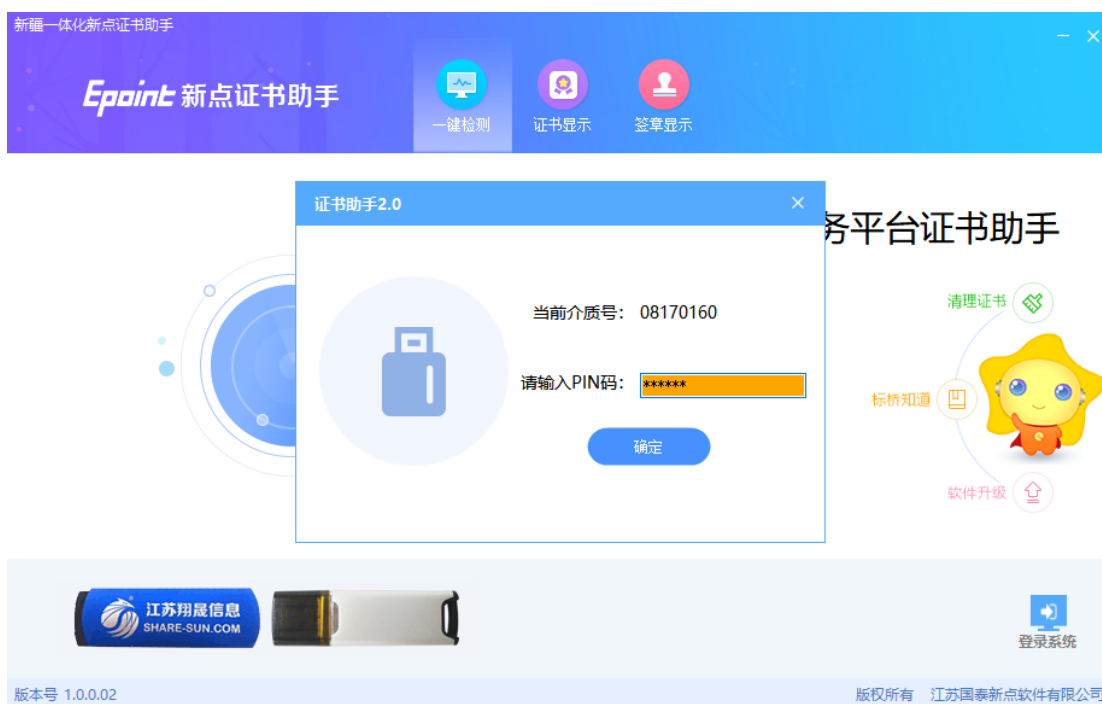 新疆一体化新点证书助手
Epoint 新点证书助手
一键检测
证书显示
签章显示
证书助手2.0
务平台证书助手
当前介质号： 08170160
请输入PIN码： ******
确定
清理证书
标桥知道
软件升级
江苏翔晟信息
SHARE-SUN.COM
登录系统
版本号 1.0.0.02
版权所有 江苏国泰新点软件有限公司